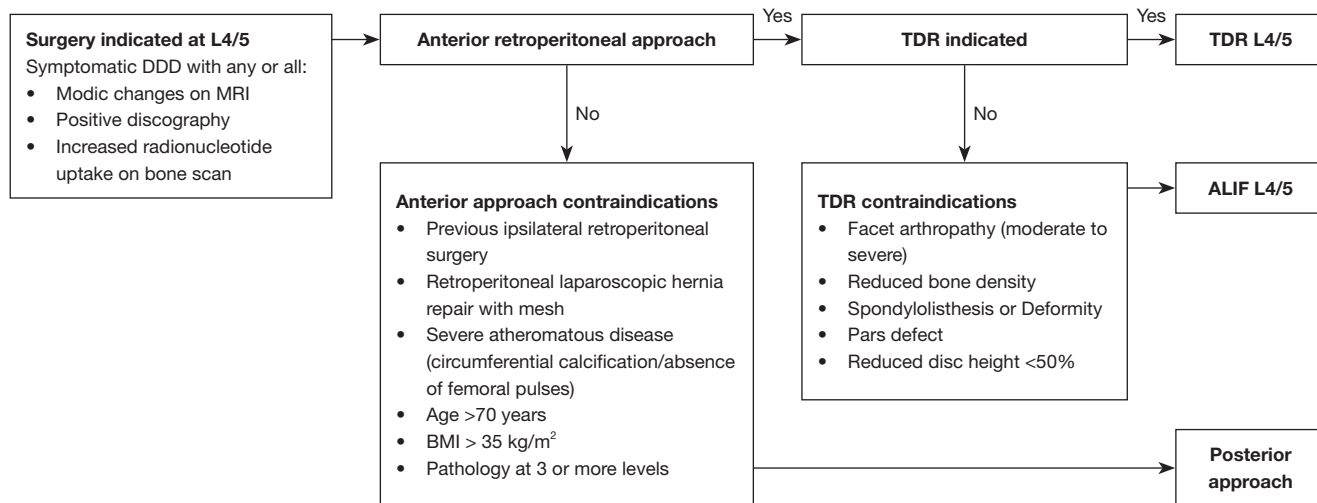 Surgery indicated at L4/5
Symptomatic DDD with any or all:
• Modic changes on MRI
• Positive discography
• Increased radionucleotide
uptake on bone scan
Anterior retroperitoneal approach
Yes
TDR indicated
Yes
TDR L4/5
No
No
Anterior approach contraindications
• Previous ipsilateral retroperitoneal
surgery
• Retroperitoneal laparoscopic hernia
repair with mesh
• Severe atheromatous disease
(circumferential calcification/absence
of femoral pulses)
• Age >70 years
• BMI > 35 kg/m²
• Pathology at 3 or more levels
TDR contraindications
• Facet arthropathy (moderate to
severe)
• Reduced bone density
• Spondylolisthesis or Deformity
• Pars defect
• Reduced disc height <50%
ALIF L4/5
Posterior
approach